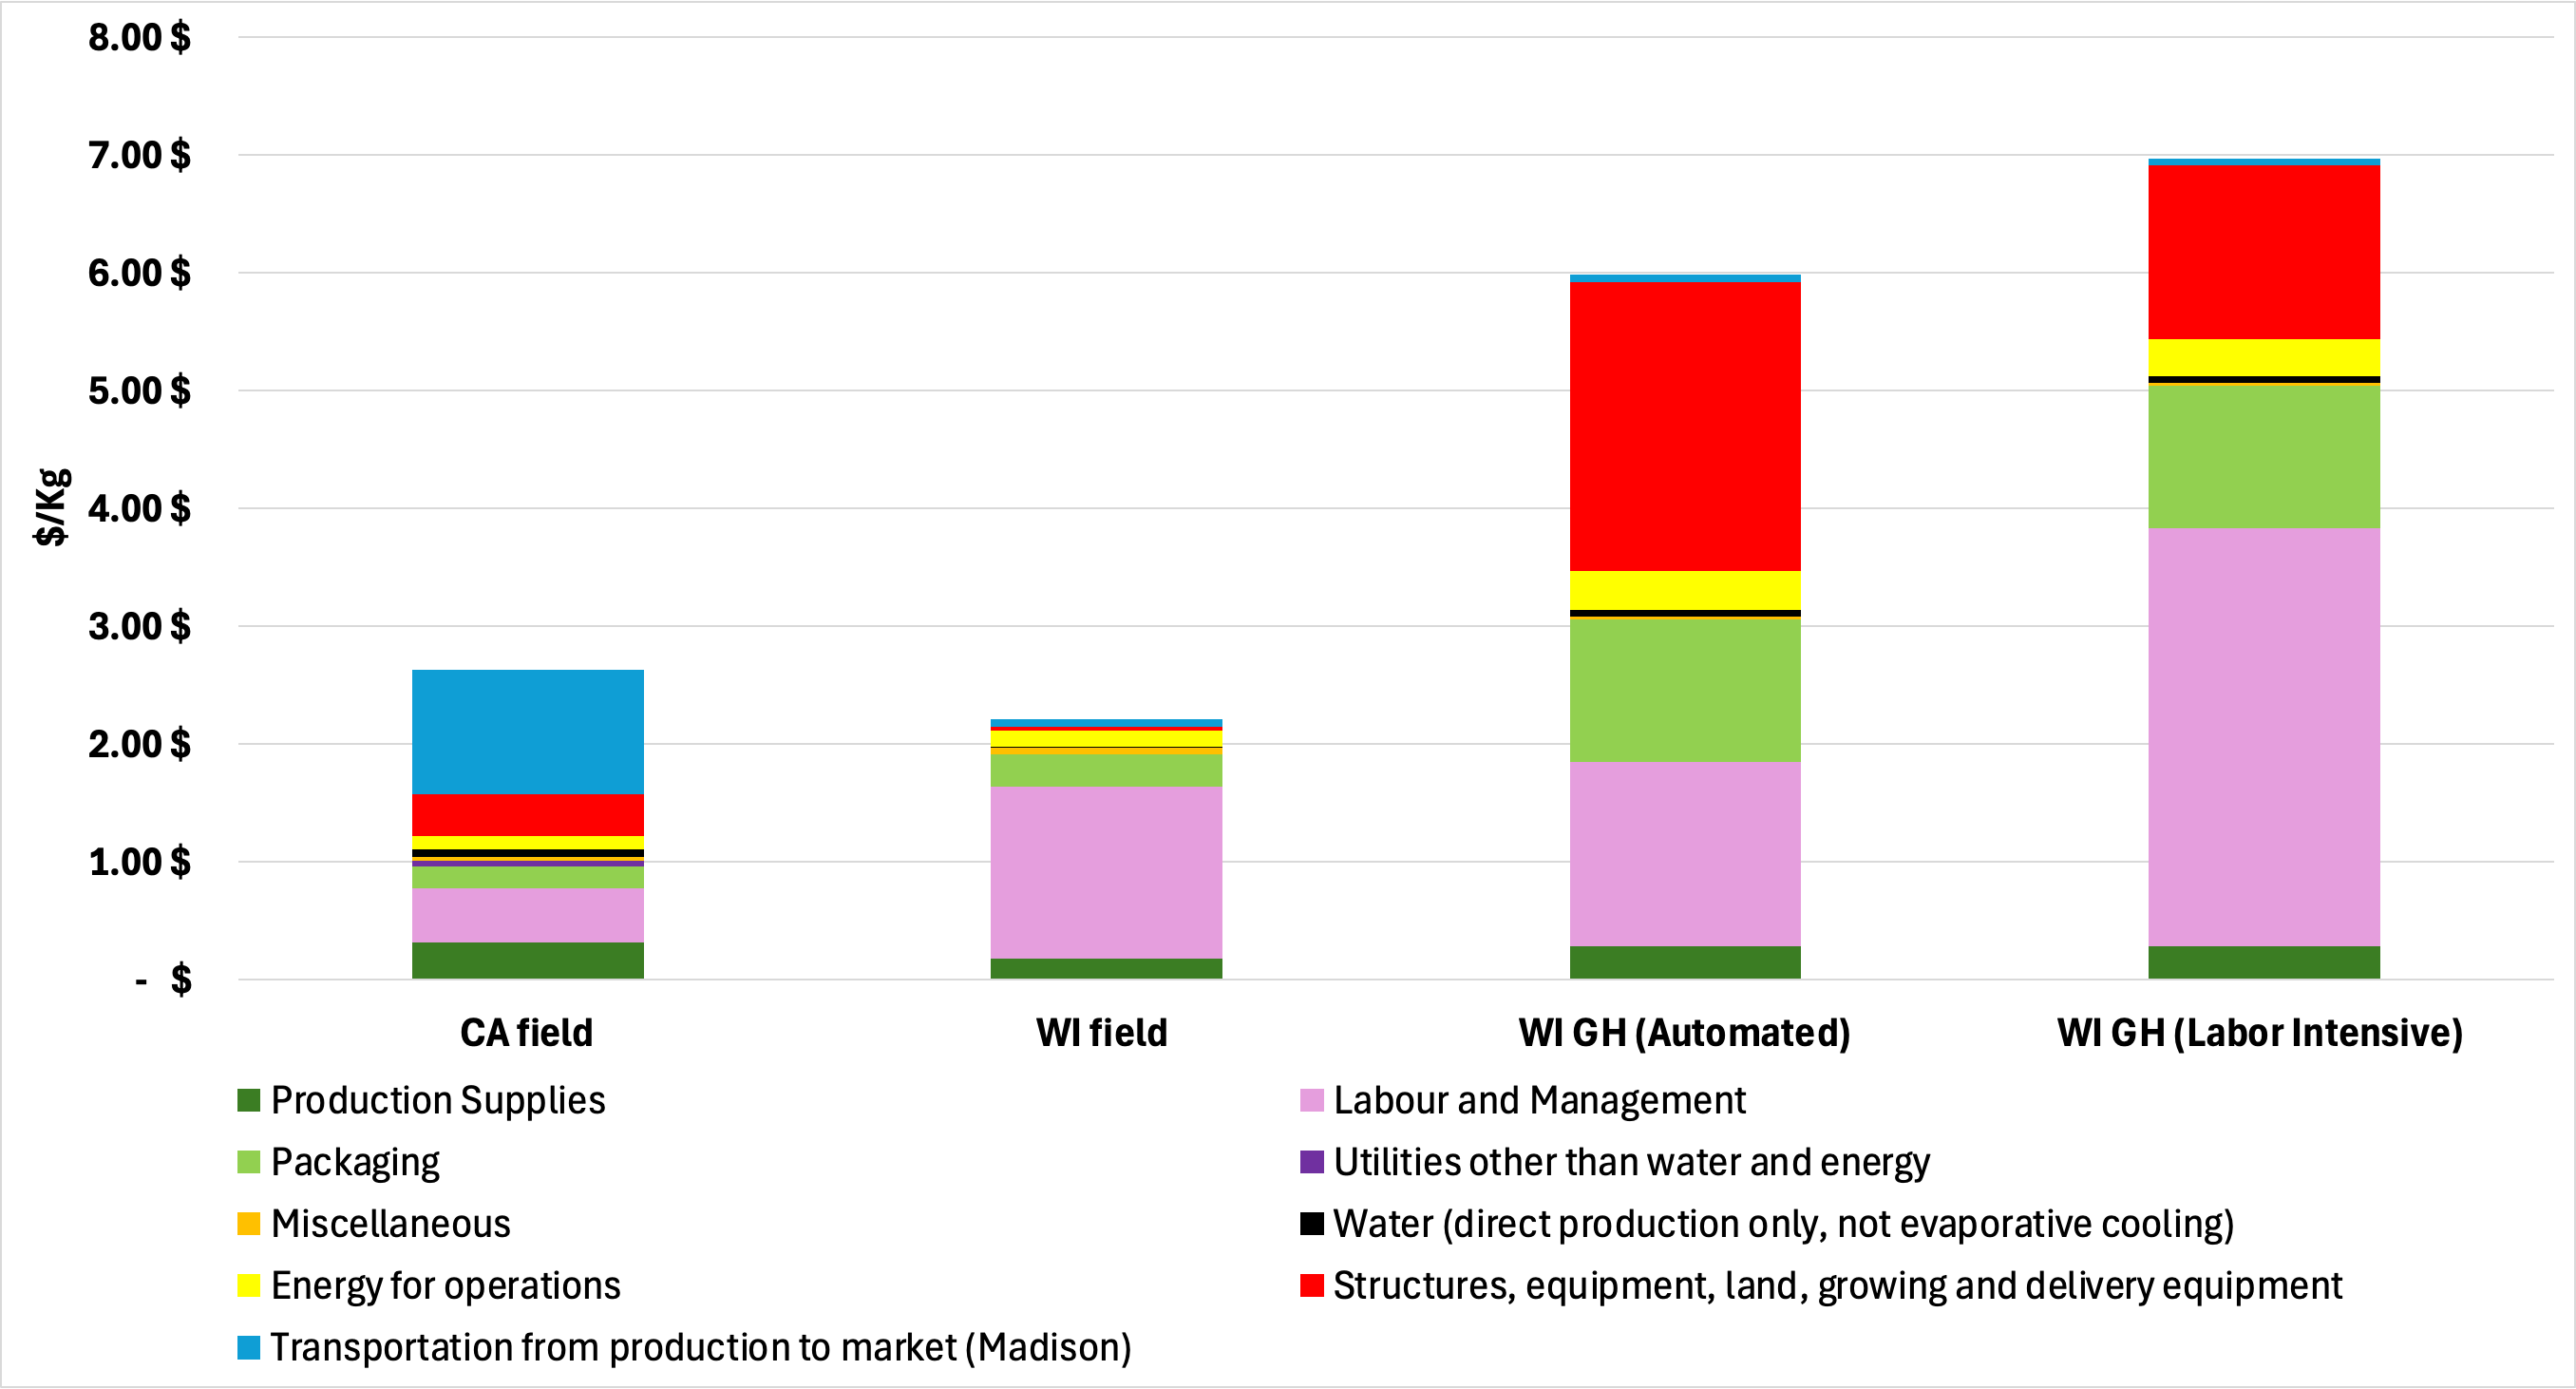 8.00 $
7.00 $
6.00 $
5.00 $
4.00 $
3.00 $
2.00 $
1.00 $
- $
$/Kg
CA field
WI field
WI GH (Automated)
WI GH (Labor Intensive)
Production Supplies
Labour and Management
Packaging
Utilities other than water and energy
Miscellaneous
Water (direct production only, not evaporative cooling)
Energy for operations
Structures, equipment, land, growing and delivery equipment
Transportation from production to market (Madison)